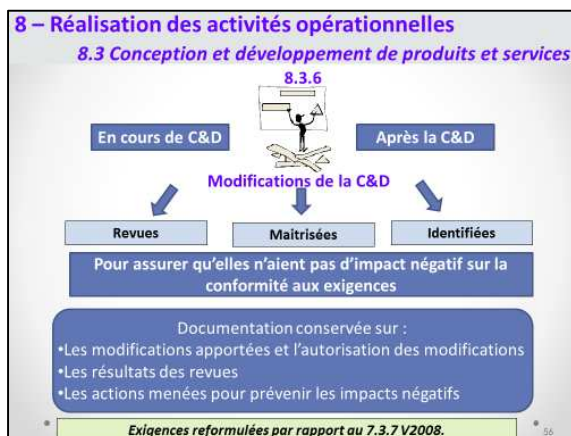 8 – Réalisation des activités opérationnelles
8.3 Conception et développement de produits et services
8.3.6
En cours de C&D
Après la C&D
Modifications de la C&D
Revues
Maitrisées
Identifiées
Pour assurer qu'elles n'aient pas d'impact négatif sur la
conformité aux exigences
Documentation conservée sur :
•Les modifications apportées et l'autorisation des modifications
•Les résultats des revues
•Les actions menées pour prévenir les impacts négatifs
Exigences reformulées par rapport au 7.3.7 V2008.
56